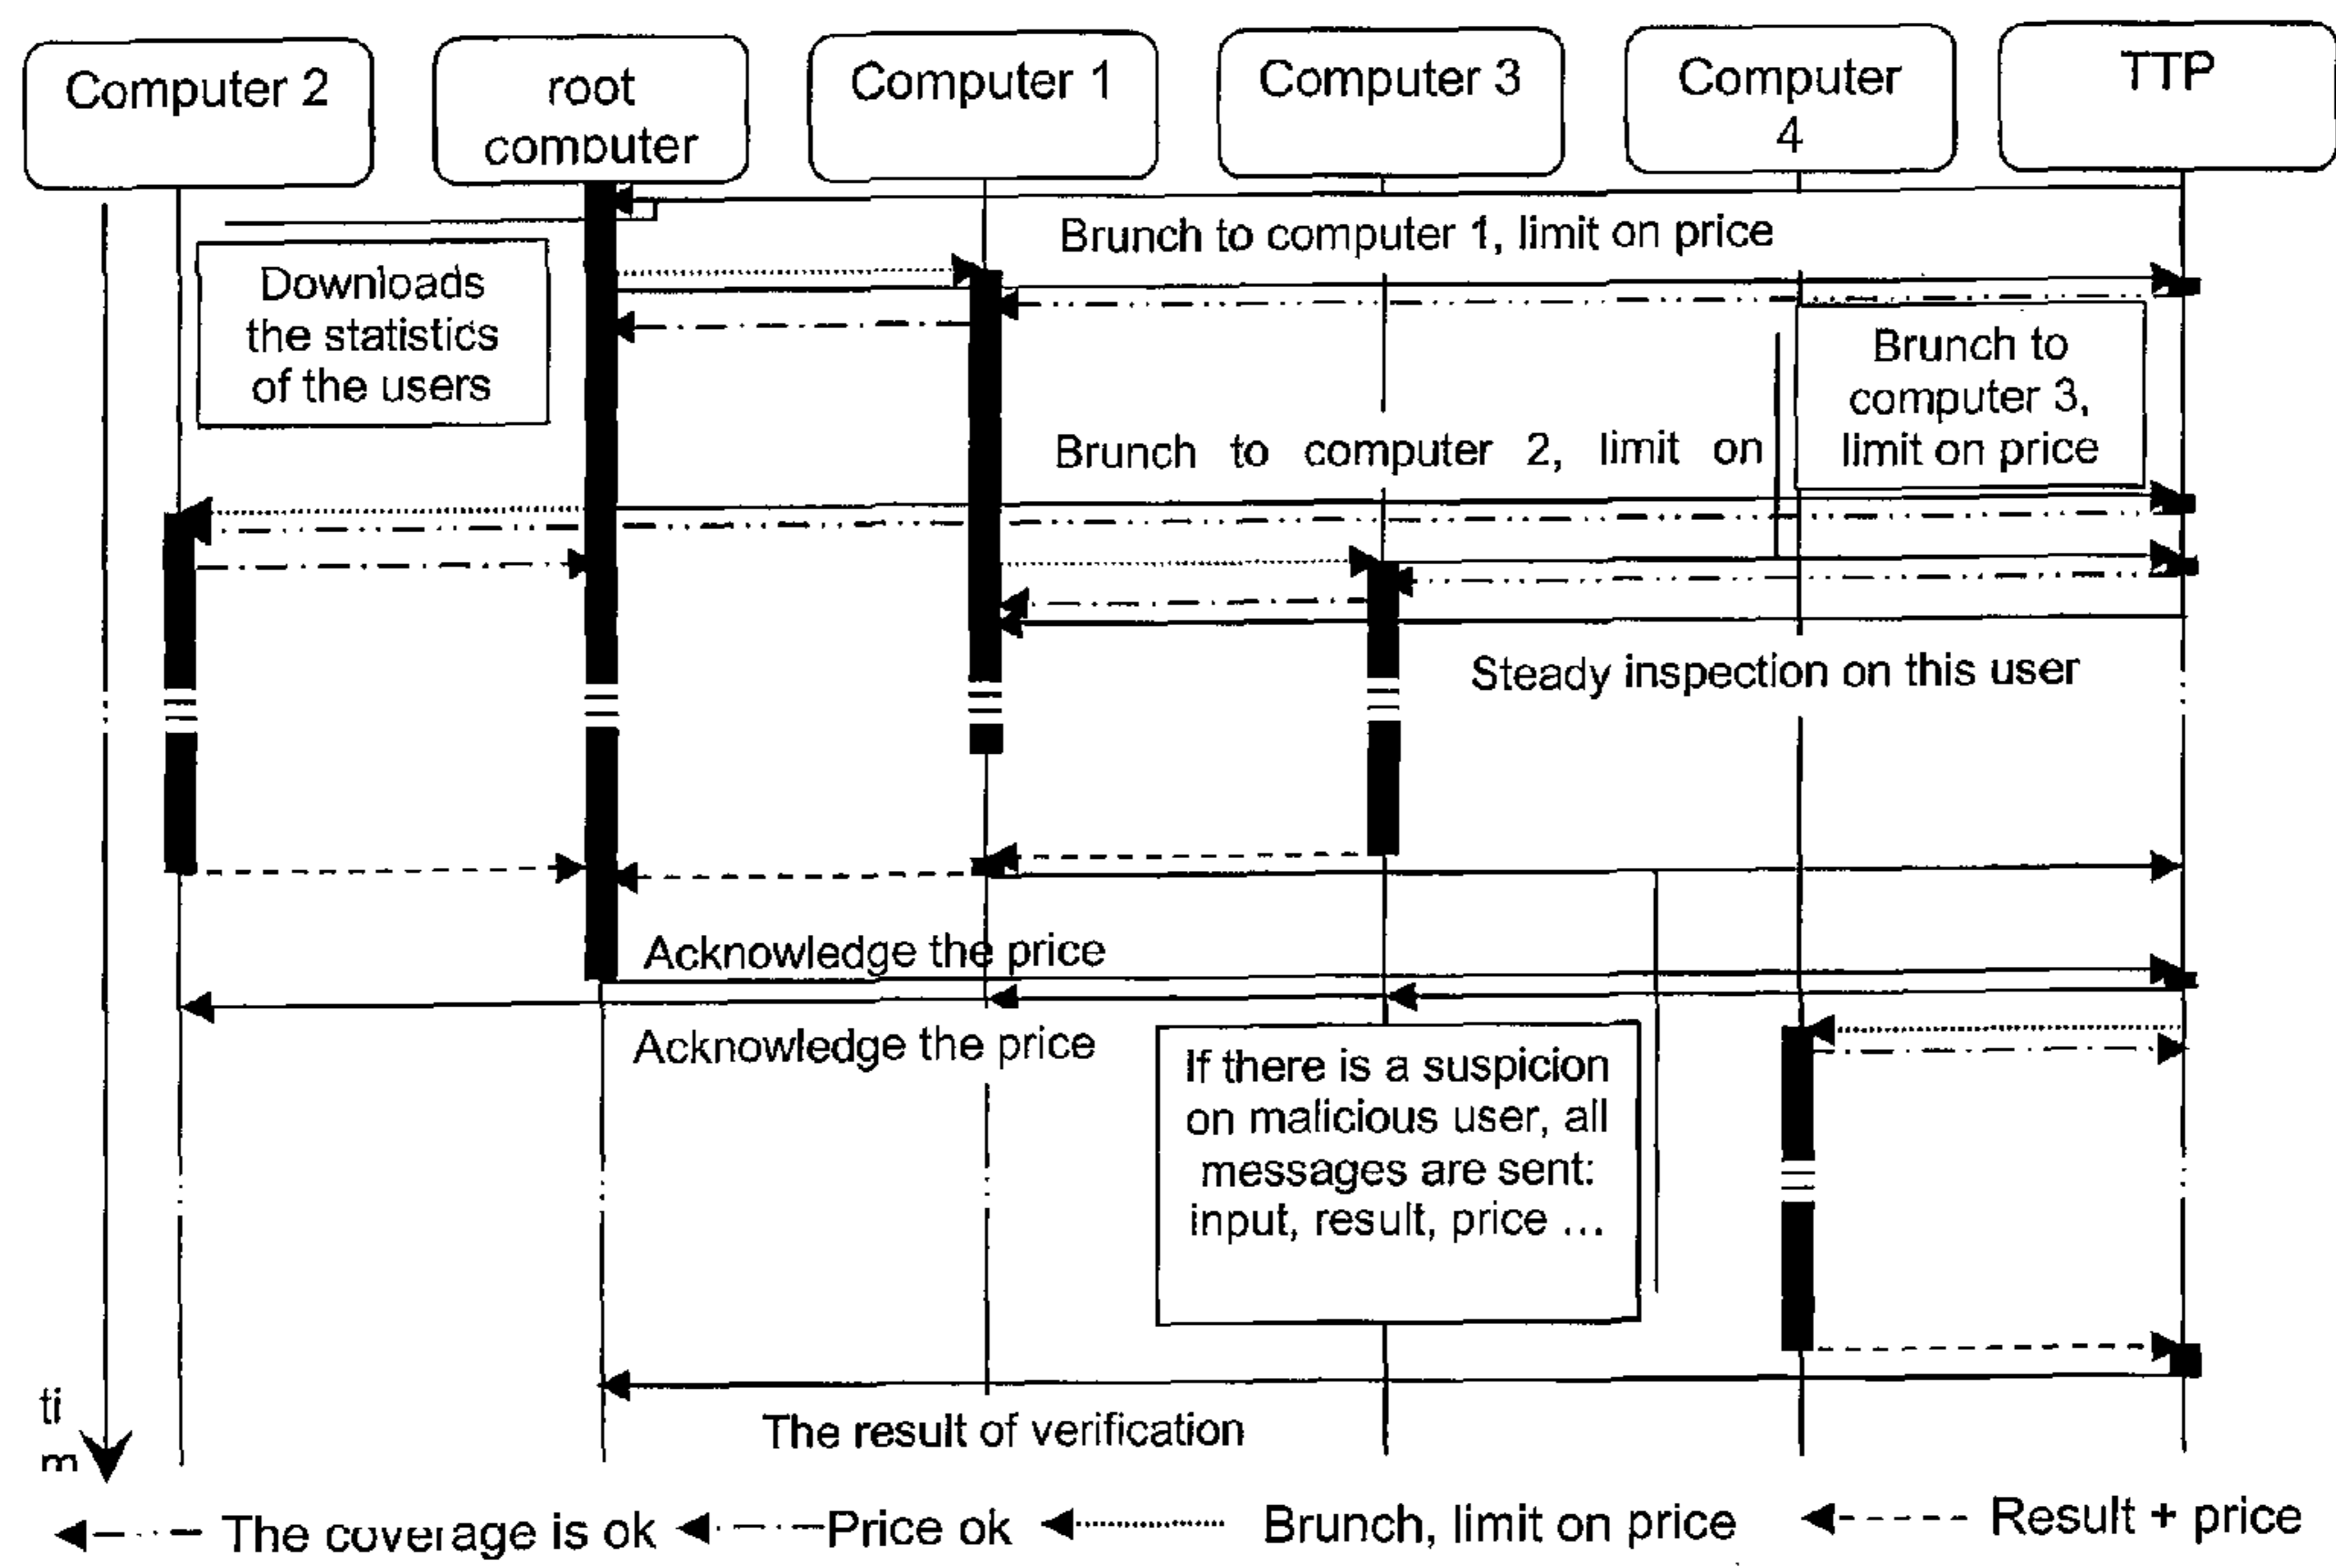 Computer 2
root
computer
Computer 1
Computer 3
Computer
4
TTP
Brunch to computer 1, limit on price
Downloads
the statistics
of the users
Brunch to
computer 3,
limit on price
Brunch to computer 2, limit on
Steady inspection on this user
Acknowledge the price
Acknowledge the price
If there is a suspicion
on malicious user, all
messages are sent:
input, result, price ...
The result of verification
ti
m
The coverage is ok
Price ok
Brunch, limit on price
Result + price